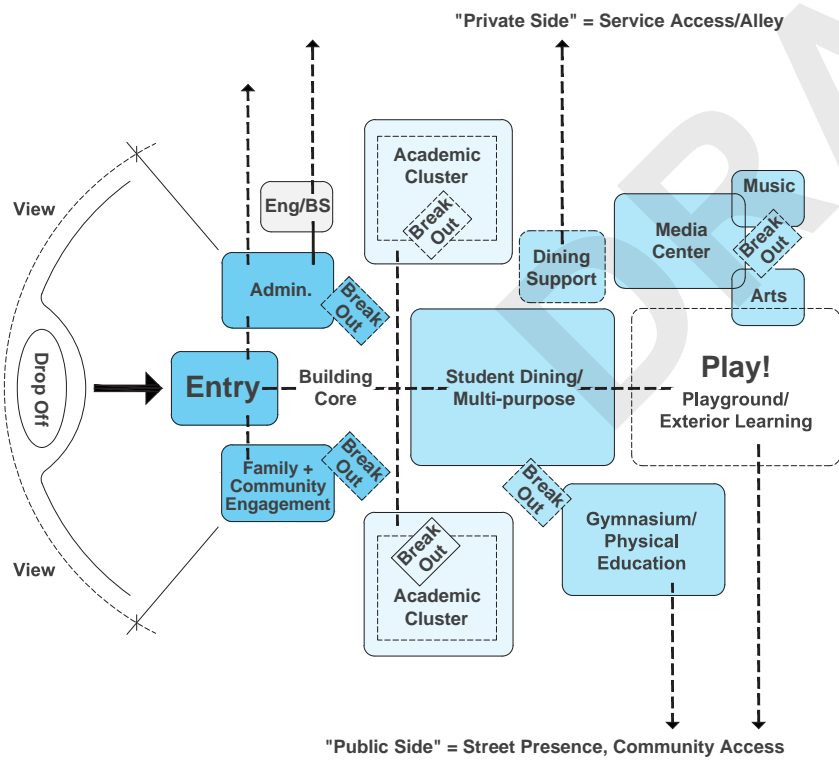 "Private Side" = Service Access/Alley
Academic
Cluster
Break
Out
View
Eng/BS
Music
Media
Center
Break
Out
Dining
Support
Admin.
Break
Out
Arts
Drop Off
Entry
Building
Core
Student Dining/
Multi-purpose
Play!
Playground/
Exterior Learning
Family +
Community
Engagement
Break
Out
Break
Out
Gymnasium/
Physical
Education
Break
Out
Academic
Cluster
View
"Public Side" = Street Presence, Community Access
DRA